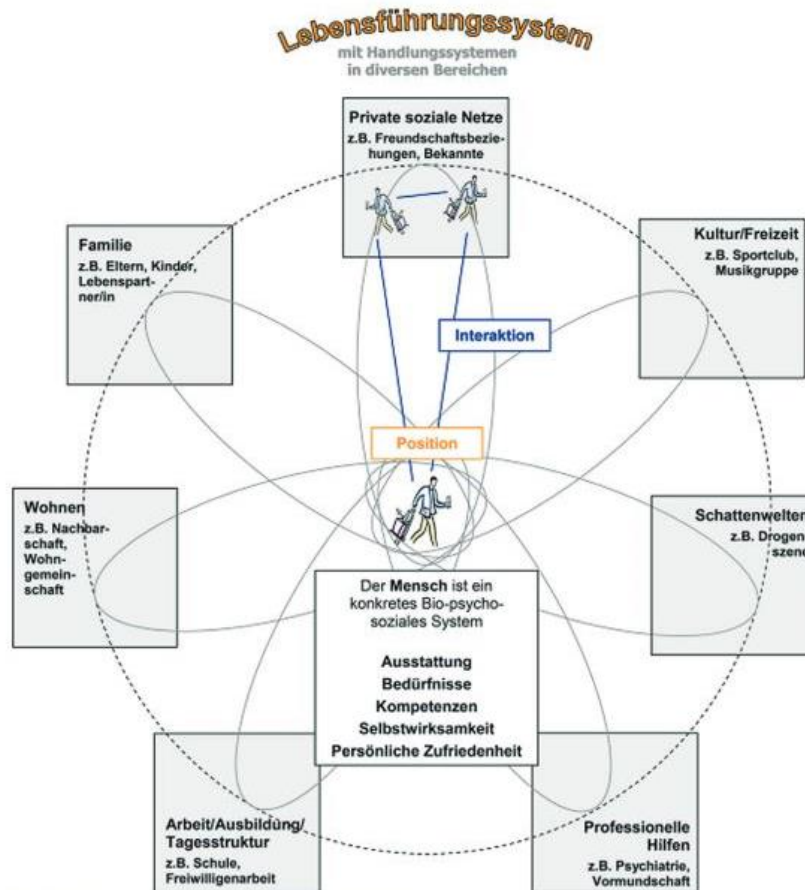 Lebensführungssystem
mit Handlungssystemen
in diversen Bereichen
Private soziale Netze
z.B. Freundschaftsbezie-
hungen, Bekannte
Familie
z.B. Eltern, Kinder,
Lebenspart-
ner/in
Kultur/Freizeit
z.B. Sportclub,
Musikgruppe
Interaktion
Position
Wohnen
z.B. Nachbar-
schaft,
Wohn-
gemein-
schaft
Schattenwelten
z.B. Drogen-
szene
Der Mensch ist ein
konkretes Bio-psycho-
soziales System
Ausstattung
Bedürfnisse
Kompetenzen
Selbstwirksamkeit
Persönliche Zufriedenheit
Arbeit/Ausbildung/
Tagesstruktur
z.B. Schule,
Freiwilligenarbeit
Professionelle
Hilfen
z.B. Psychiatrie,
Vormundschaft